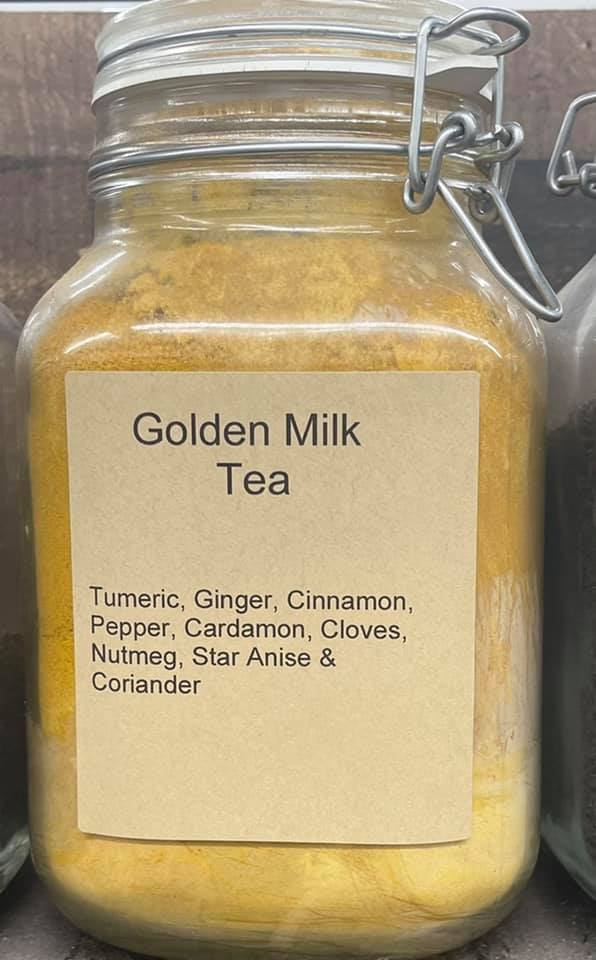 Golden Milk
Tea
Tumeric, Ginger, Cinnamon,
Pepper, Cardamon, Cloves,
Nutmeg, Star Anise &
Coriander